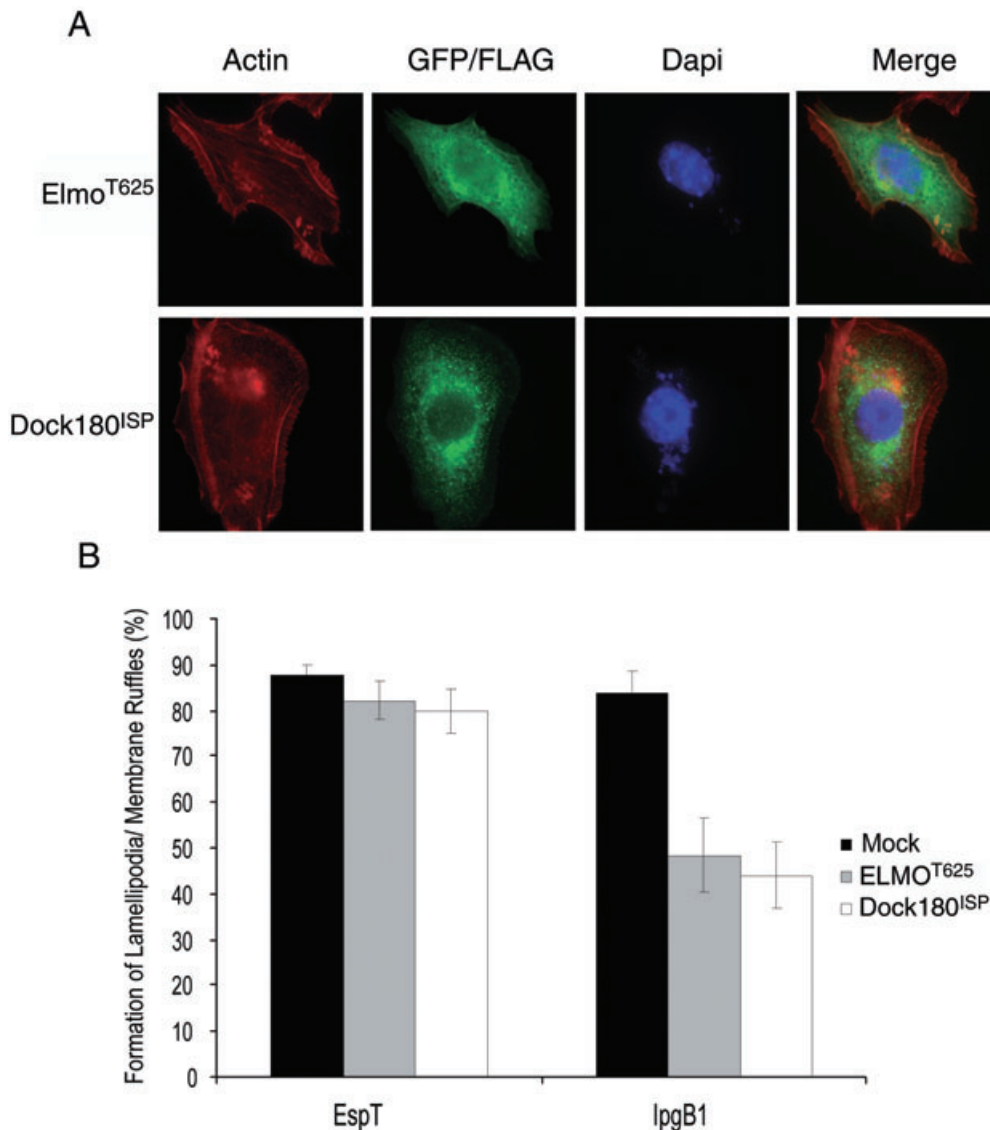 A
Actin GFP/FLAG Dapi Merge
Elmo^T625
Dock180^ISP
B
Formation of Lamellipodia/ Membrane Ruffles (%)
100
90
80
70
60
50
40
30
20
10
0
EspT IpgB1
Mock
ELMO^T625
Dock180^ISP